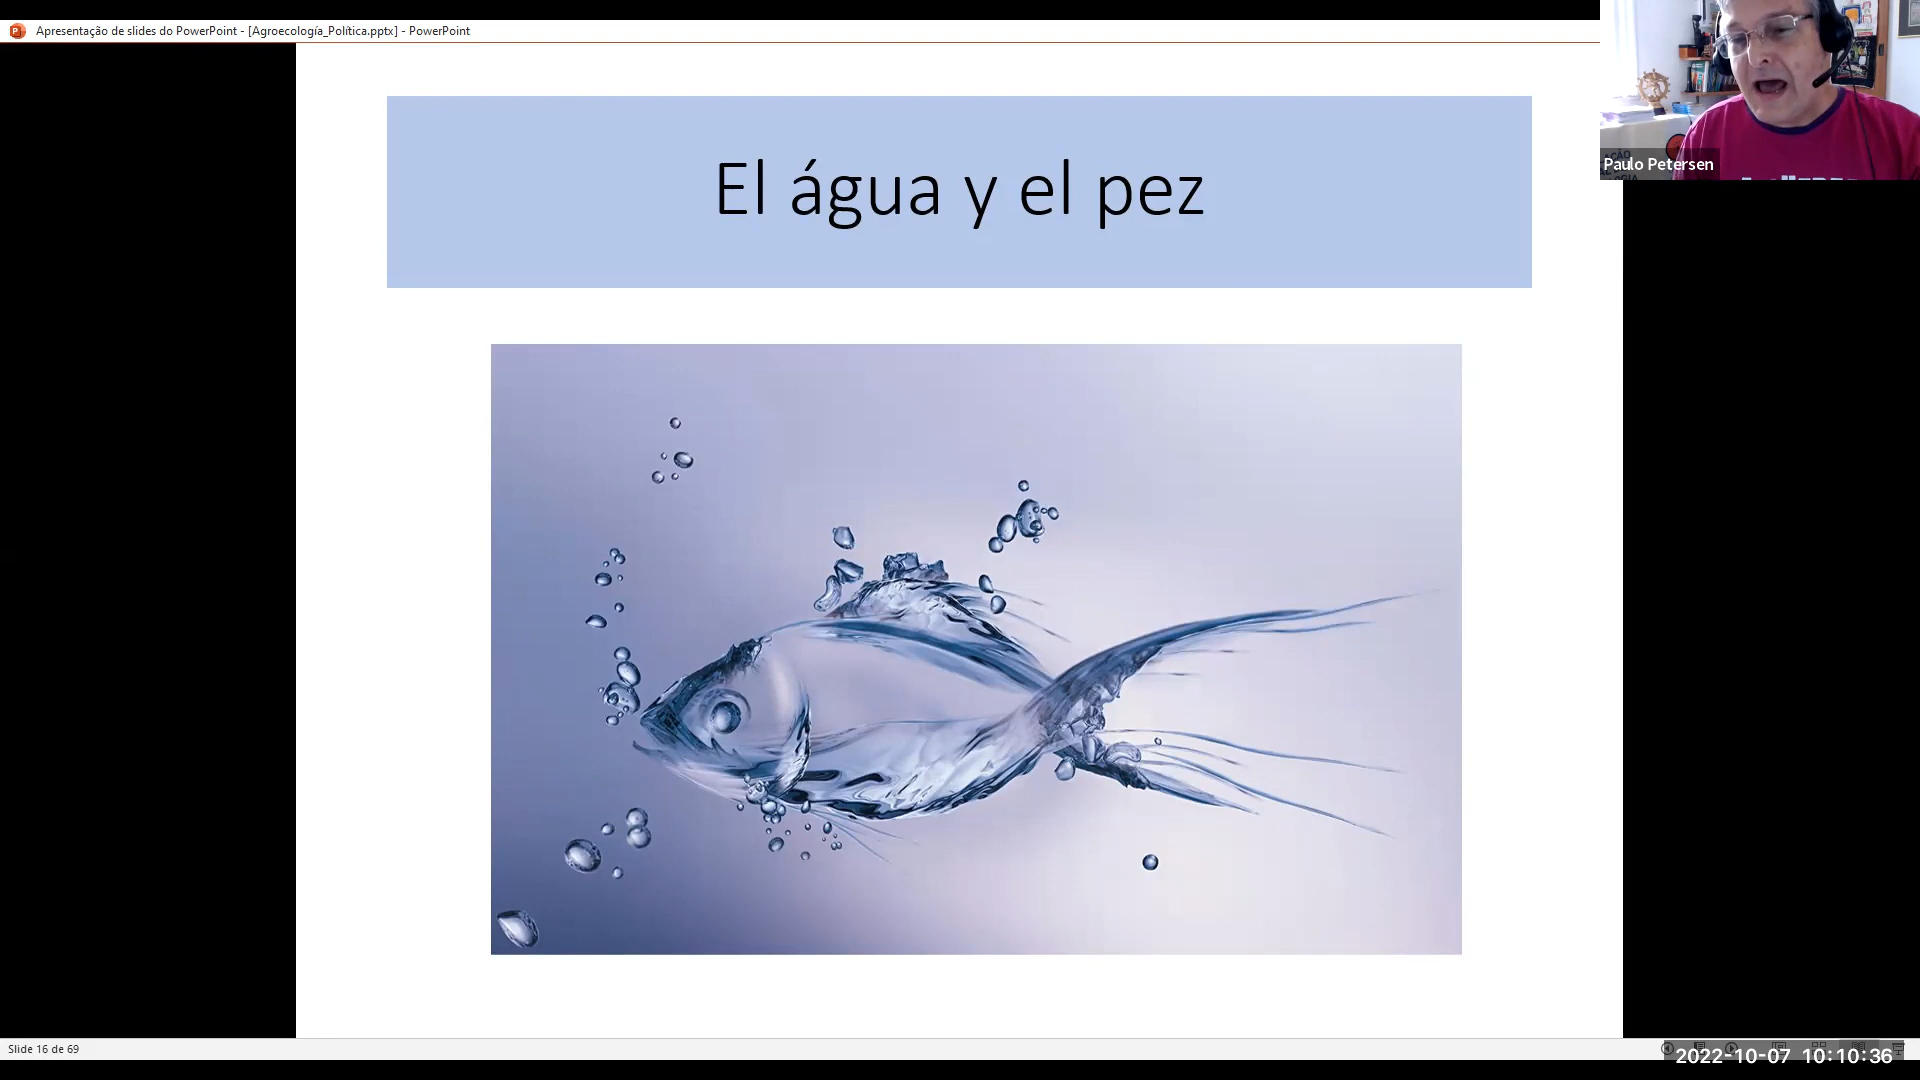 Apresentação de slides do PowerPoint - [Agroecología_Política.pptx] - PowerPoint
Paulo Petersen
El água y el pez
Slide 16 de 69
2022-10-07 10:10:36